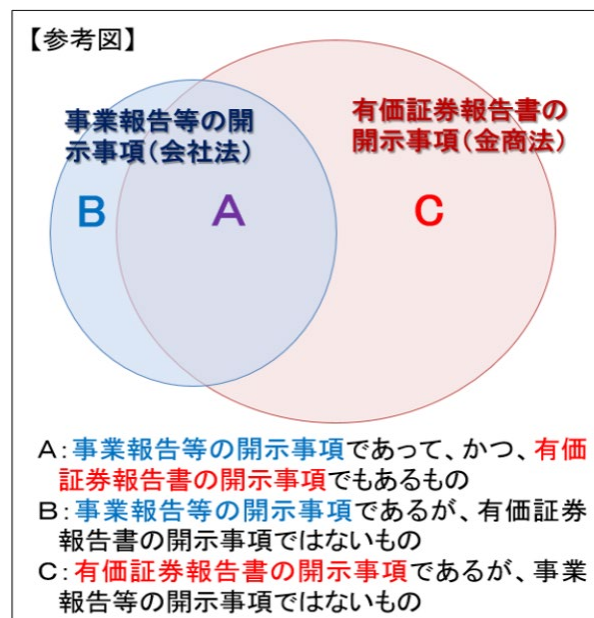 【参考図】
事業報告等の開
示事項(会社法)
有価証券報告書の
開示事項(金商法)
B
A
C
A:事業報告等の開示事項であって、かつ、有価
証券報告書の開示事項でもあるもの
B:事業報告等の開示事項であるが、有価証券
報告書の開示事項ではないもの
C:有価証券報告書の開示事項であるが、事業
報告等の開示事項ではないもの